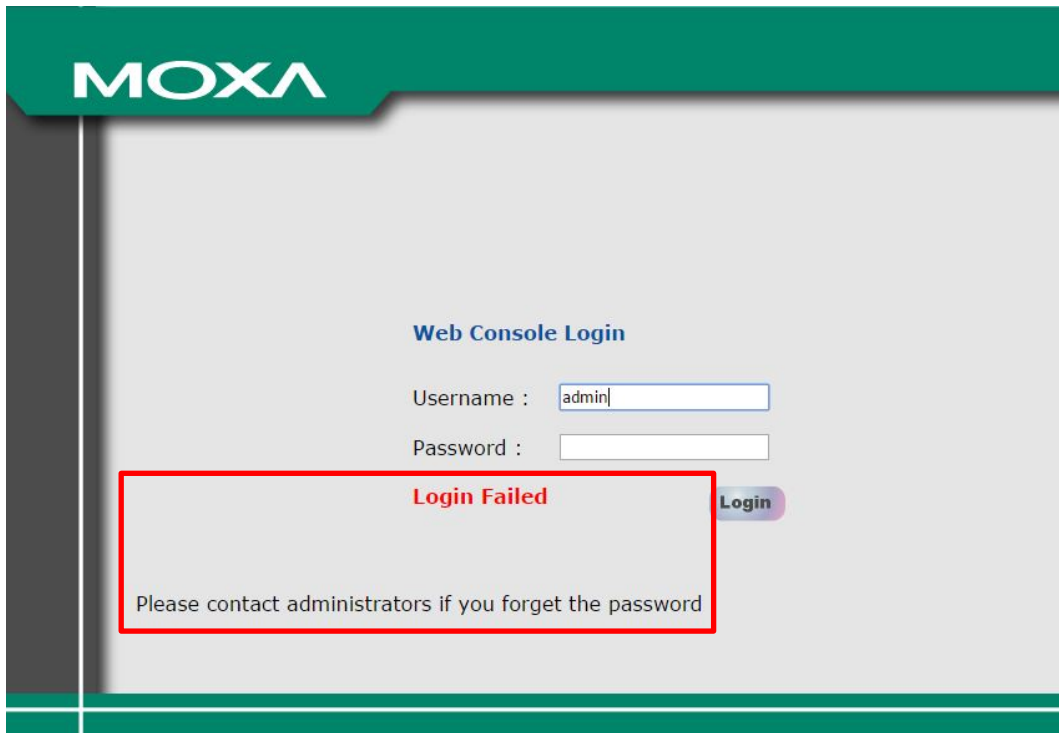 MOXA
Web Console Login
Username : admin
Password :
Login Failed
Login
Please contact administrators if you forget the password